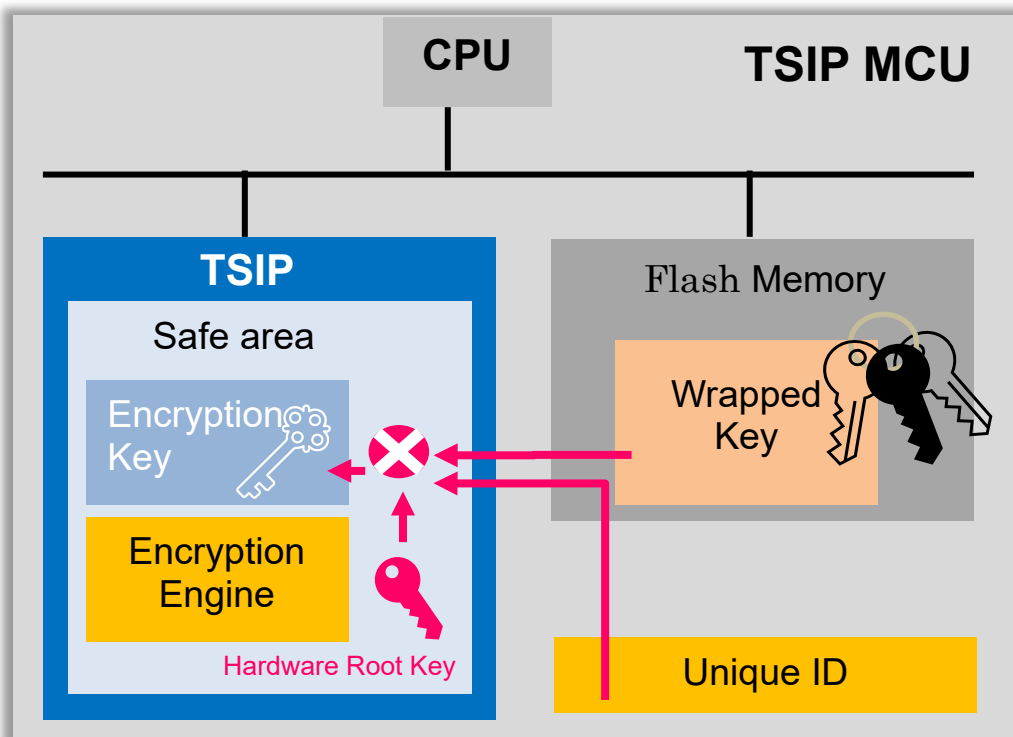 CPU
TSIP MCU
TSIP
Safe area
Encryption
Key
Encryption
Engine
Hardware Root Key
Flash Memory
Wrapped
Key
Unique ID